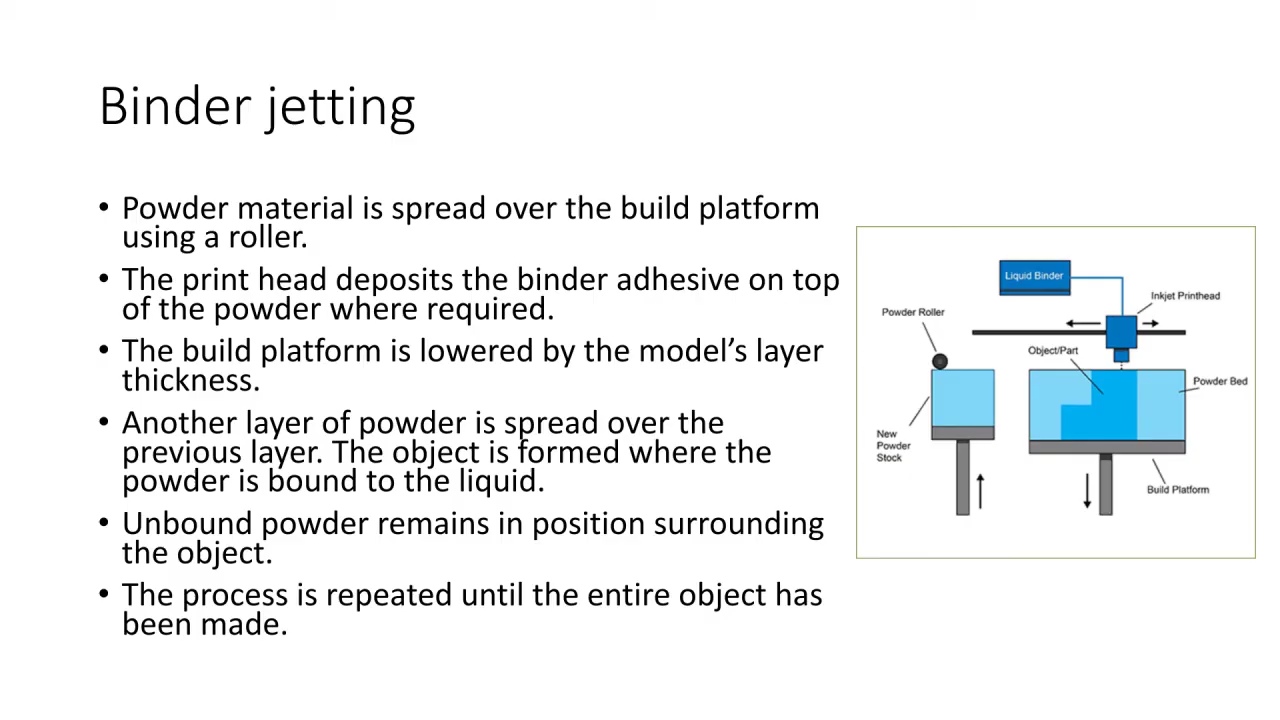 Binder jetting
• Powder material is spread over the build platform
using a roller.
• The print head deposits the binder adhesive on top
of the powder where required.
• The build platform is lowered by the model’s layer
thickness.
• Another layer of powder is spread over the
previous layer. The object is formed where the
powder is bound to the liquid.
• Unbound powder remains in position surrounding
the object.
• The process is repeated until the entire object has
been made.
Liquid Binder
Inkjet Printhead
Powder Roller
Object/Part
Powder Bed
New
Powder
Stock
Build Platform